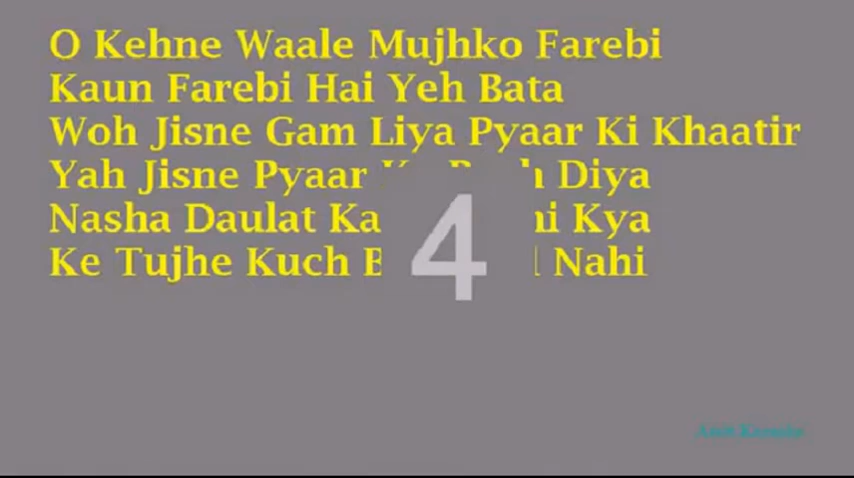 O Kehne Waale Mujhko Farebi
Kaun Farebi Hai Yeh Bata
Woh Jisne Gam Liya Pyaar Ki Khaatir
Yah Jisne Pyaar Diya
Nasha Daulat Ka Kya
Ke Tujhe Kuch Nahi
4